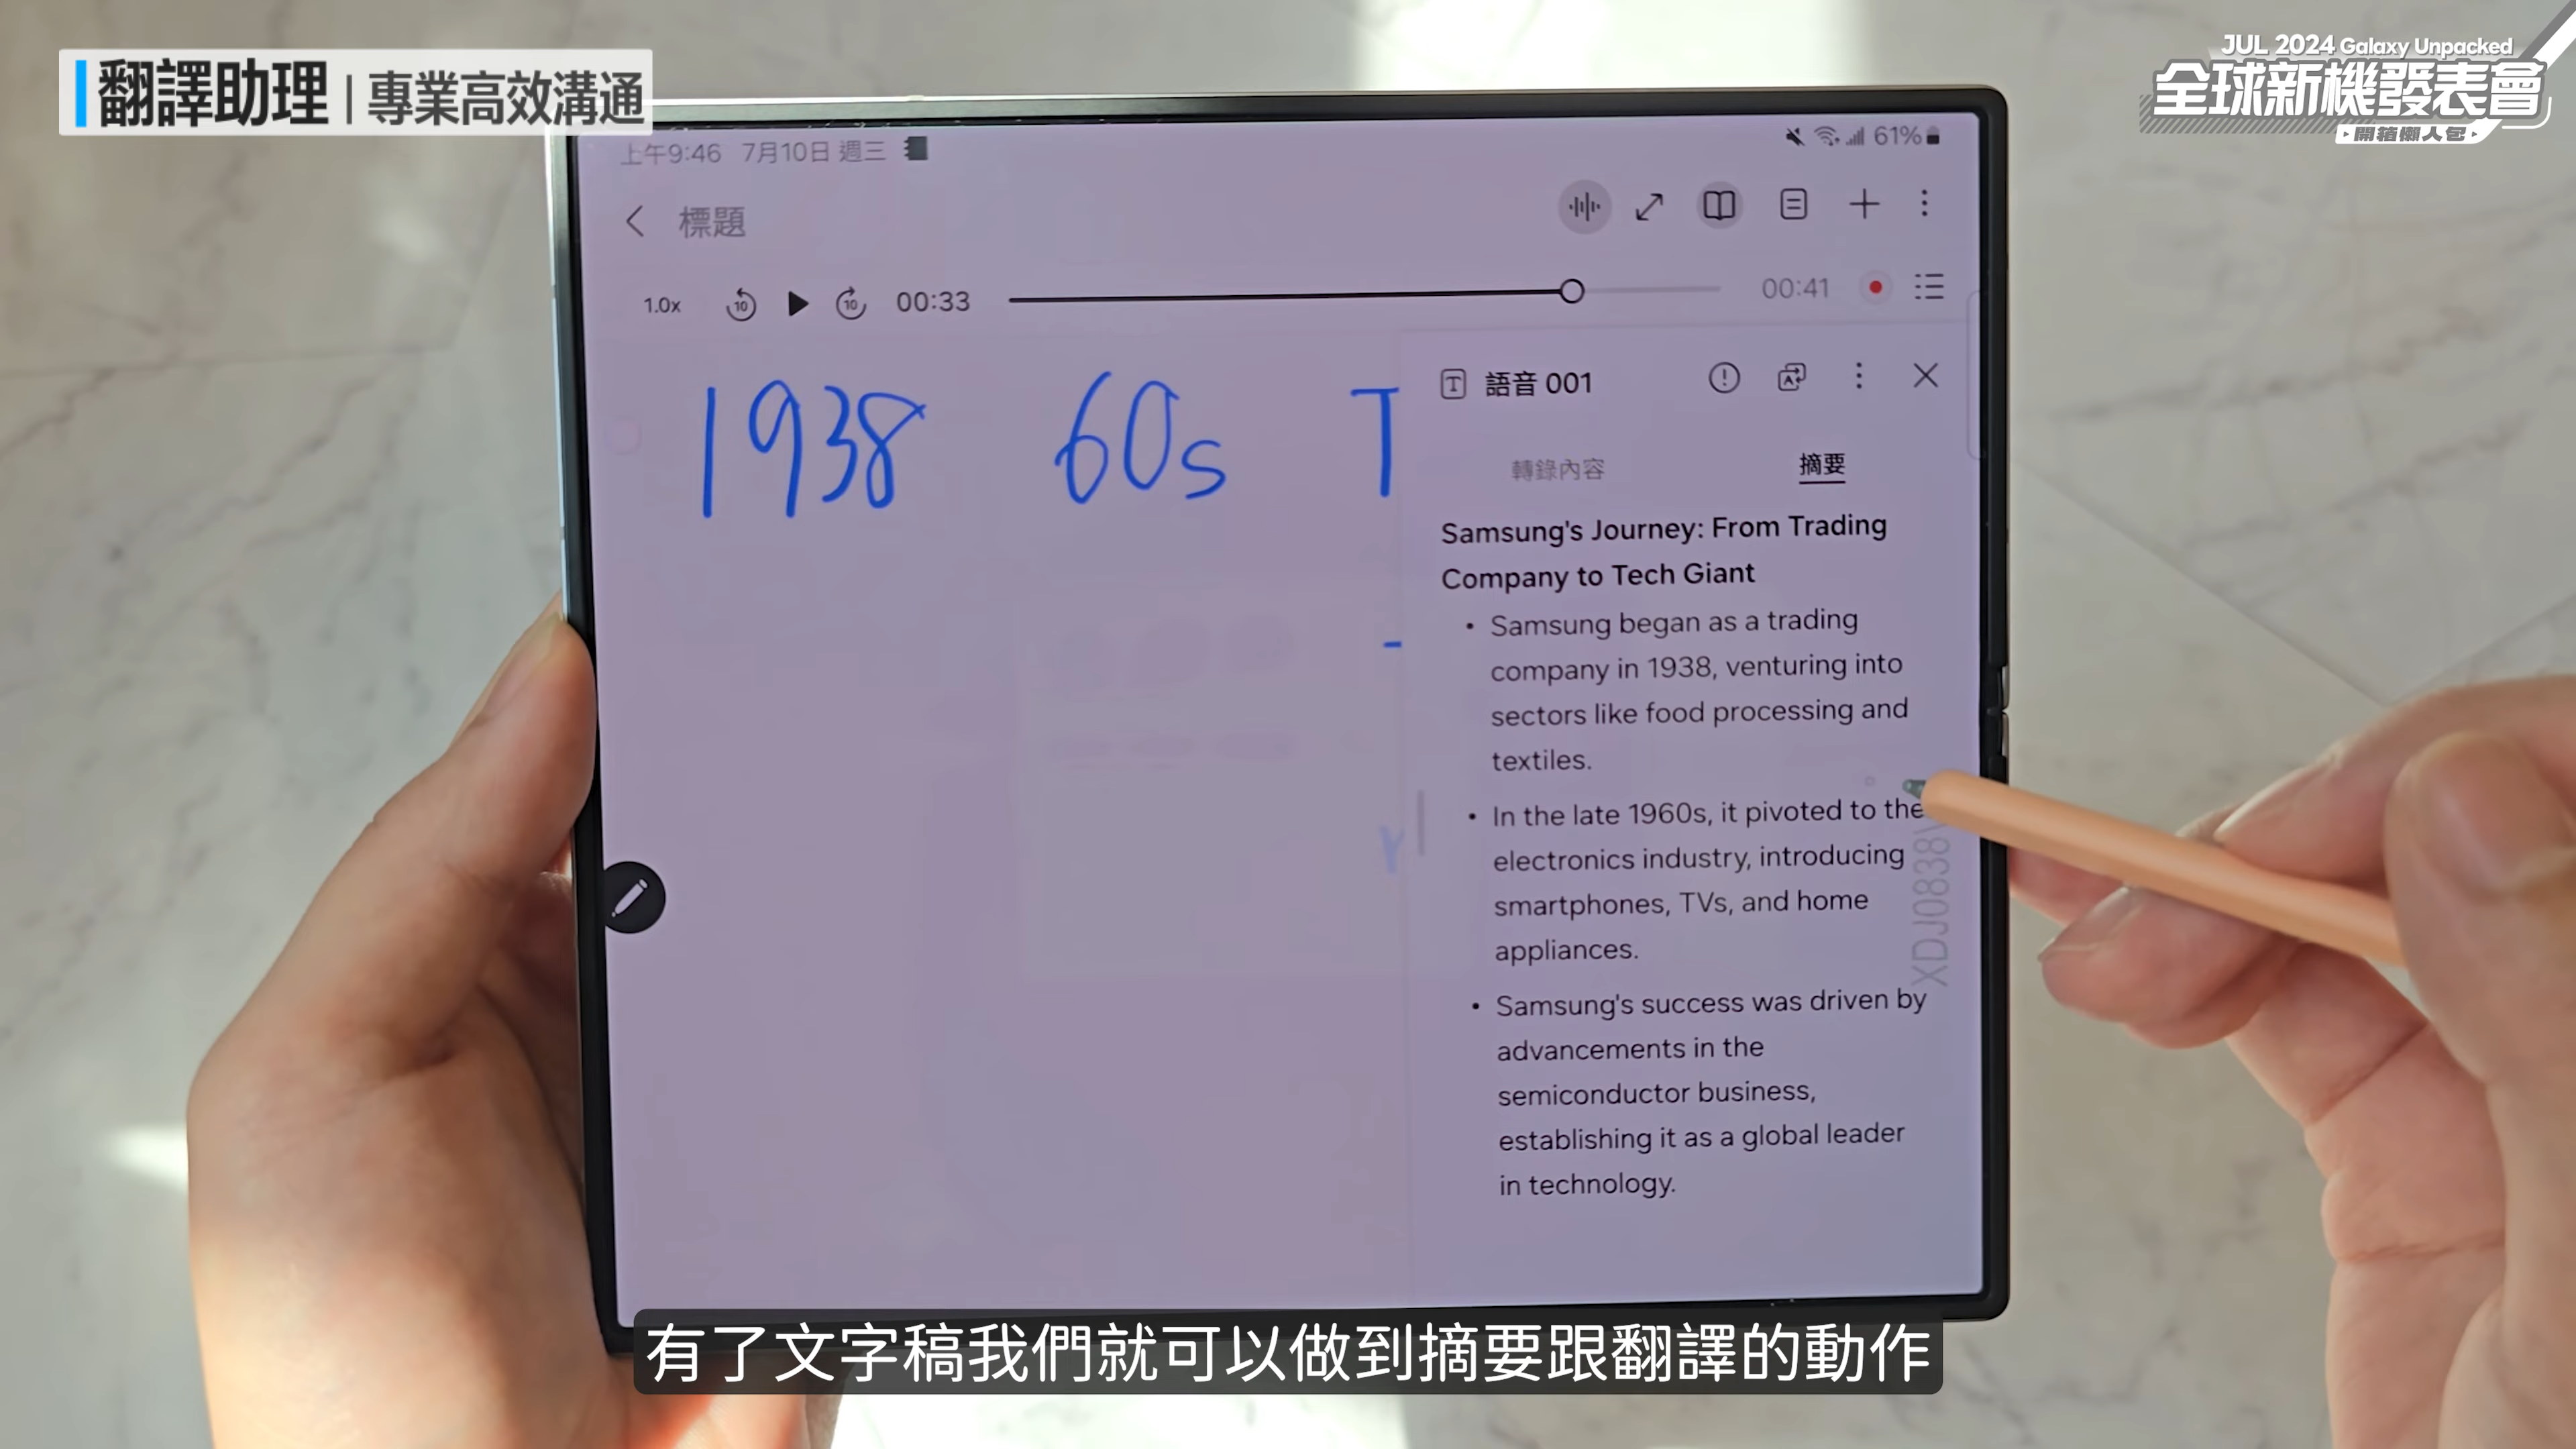 翻譯助理 | 專業高效溝通
JUL 2024 Galaxy Unpacked
全球新機發表會
開箱懶人包
上午9:46 7月10日 週三
61%
標題
1.0x 10 10 00:33 00:41
1938 60s T
語音 001
轉錄內容 摘要
Samsung's Journey: From Trading
Company to Tech Giant
• Samsung began as a trading
company in 1938, venturing into
sectors like food processing and
textiles.
• In the late 1960s, it pivoted to the
electronics industry, introducing
smartphones, TVs, and home
appliances.
• Samsung's success was driven by
advancements in the
semiconductor business,
establishing it as a global leader
in technology.
有了文字稿我們就可以做到摘要跟翻譯的動作